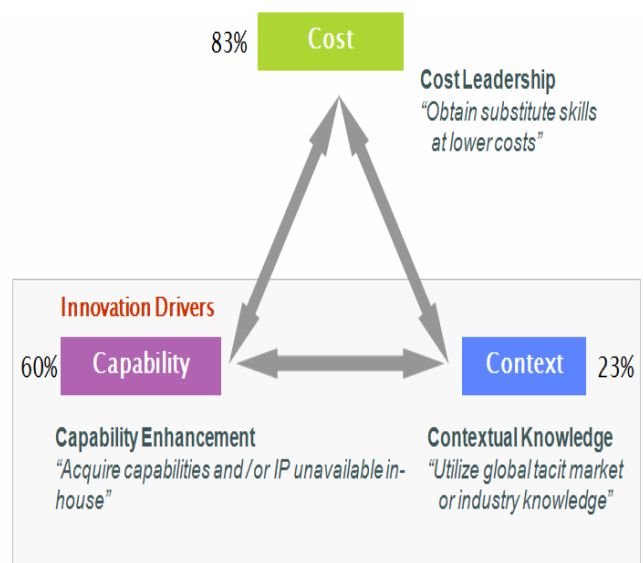 83%
Cost
Cost Leadership
“Obtain substitute skills
at lower costs”
Innovation Drivers
60%
Capability
Context
23%
Capability Enhancement
“Acquire capabilities and / or IP unavailable in-
house”
Contextual Knowledge
“Utilize global tacit market
or industry knowledge”